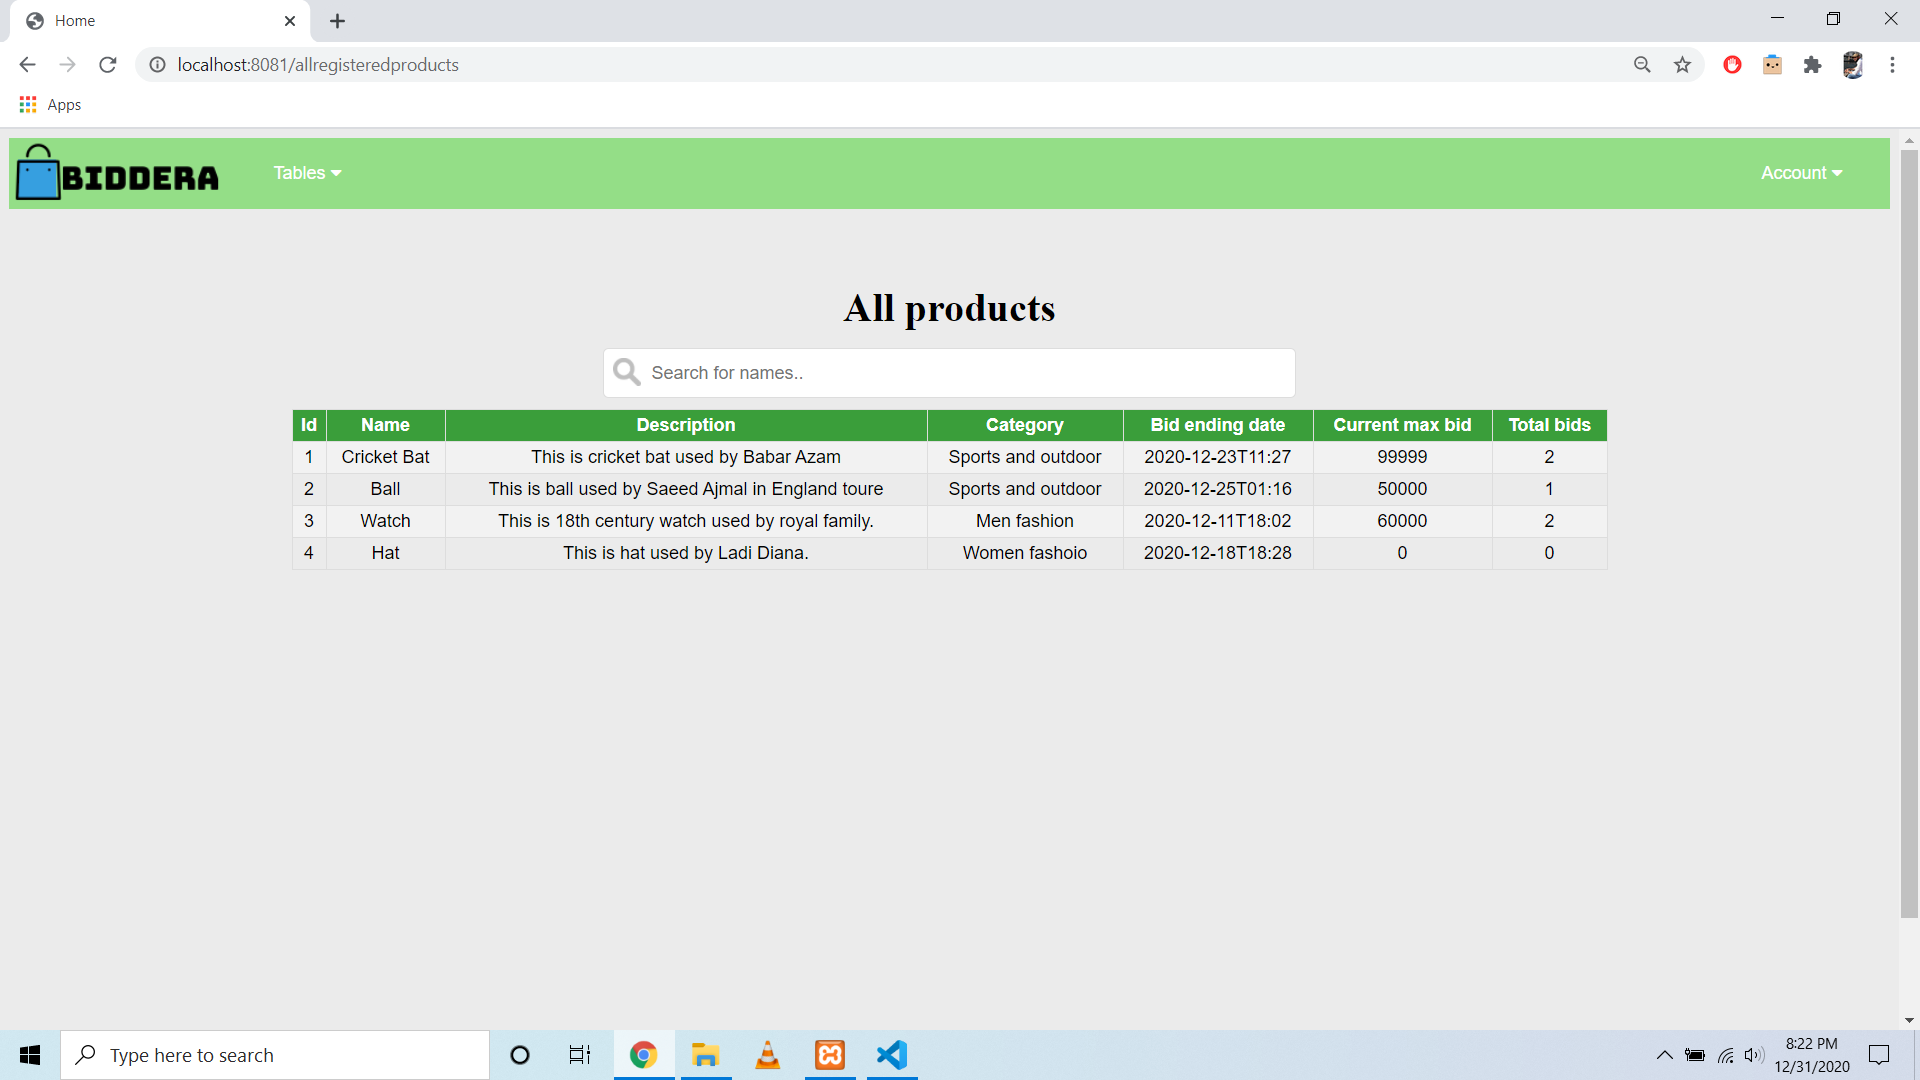 Home
localhost:8081/allregisteredproducts
Apps
BIDDERA Tables Account
All products
Search for names..
Id Name Description Category Bid ending date Current max bid Total bids
1 Cricket Bat This is cricket bat used by Babar Azam Sports and outdoor 2020-12-23T11:27 99999 2
2 Ball This is ball used by Saeed Ajmal in England toure Sports and outdoor 2020-12-25T01:16 50000 1
3 Watch This is 18th century watch used by royal family. Men fashion 2020-12-11T18:02 60000 2
4 Hat This is hat used by Ladi Diana. Women fashoio 2020-12-18T18:28 0 0
Type here to search
8:22 PM
12/31/2020